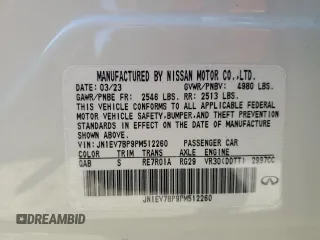 MANUFACTURED BY NISSAN MOTOR CO.,LTD.
DATE: 03/23 GVWR/PNBV: 4980 LBS.
GAWR/PNBE FR: 2546 LBS. RR: 2513 LBS.
THIS VEHICLE CONFORMS TO ALL APPLICABLE FEDERAL
MOTOR VEHICLE SAFETY, BUMPER, AND THEFT
PREVENTION STANDARDS IN EFFECT ON THE DATE OF
MANUFACTURE SHOWN ABOVE.
VIN: JN1EV7BP9PM512260 PASSENGER CAR
COLOR TRIM TRANS AXLE ENGINE
QAB S RE7R01A RG29 VR30(DDTT) 2997CC
JN1EV7BP9PM512260